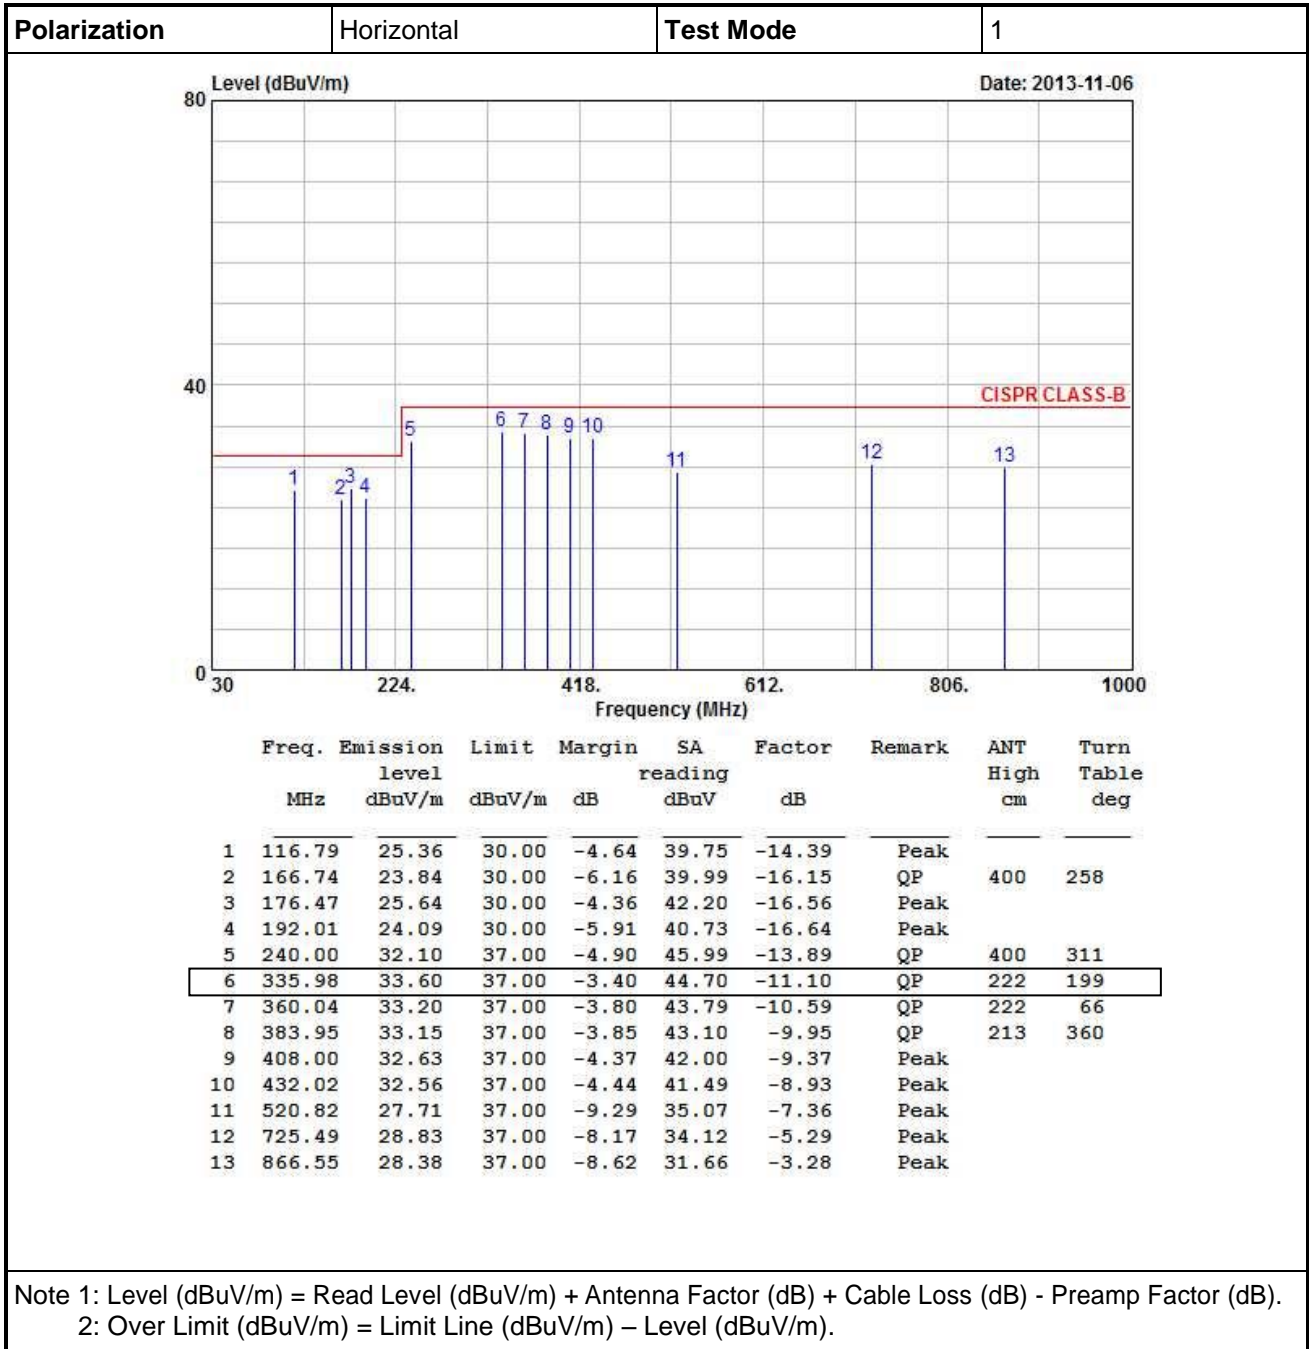 Polarization Horizontal Test Mode 1
Level (dBuV/m) Date: 2013-11-06
80
40
CISPR CLASS-B
1 2 3 4 5 6 7 8 9 10 11 12 13
0
30 224. 418. 612. 806. 1000
Frequency (MHz)
Freq. Emission Limit Margin SA Factor Remark ANT Turn
level reading High Table
MHz dBuV/m dBuV/m dB dBuV dB cm deg
1 116.79 25.36 30.00 -4.64 39.75 -14.39 Peak
2 166.74 23.84 30.00 -6.16 39.99 -16.15 QP 400 258
3 176.47 25.64 30.00 -4.36 42.20 -16.56 Peak
4 192.01 24.09 30.00 -5.91 40.73 -16.64 Peak
5 240.00 32.10 37.00 -4.90 45.99 -13.89 QP 400 311
6 335.98 33.60 37.00 -3.40 44.70 -11.10 QP 222 199
7 360.04 33.20 37.00 -3.80 43.79 -10.59 QP 222 66
8 383.95 33.15 37.00 -3.85 43.10 -9.95 QP 213 360
9 408.00 32.63 37.00 -4.37 42.00 -9.37 Peak
10 432.02 32.56 37.00 -4.44 41.49 -8.93 Peak
11 520.82 27.71 37.00 -9.29 35.07 -7.36 Peak
12 725.49 28.83 37.00 -8.17 34.12 -5.29 Peak
13 866.55 28.38 37.00 -8.62 31.66 -3.28 Peak
Note 1: Level (dBuV/m) = Read Level (dBuV/m) + Antenna Factor (dB) + Cable Loss (dB) - Preamp Factor (dB).
2: Over Limit (dBuV/m) = Limit Line (dBuV/m) – Level (dBuV/m).